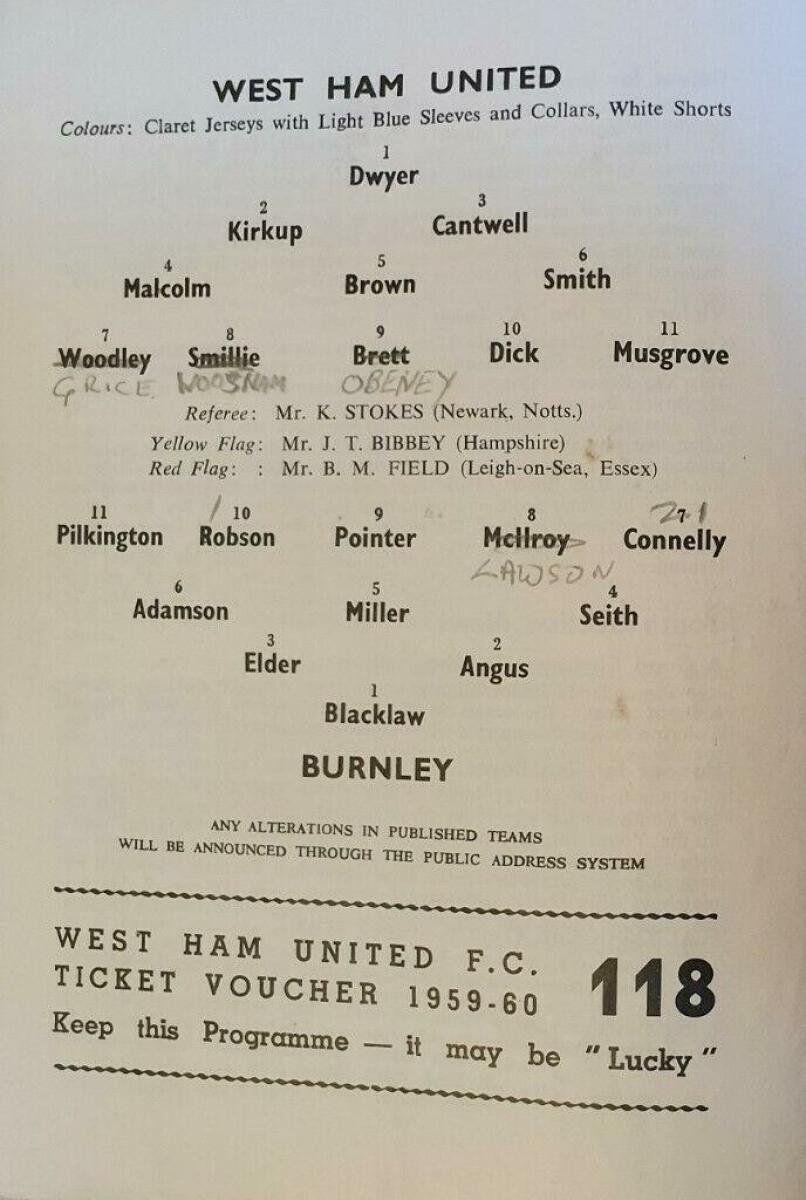 WEST HAM UNITED
Colours: Claret Jerseys with Light Blue Sleeves and Collars, White Shorts
1
Dwyer
2 3
Kirkup Cantwell
4 5 6
Malcolm Brown Smith
7 8 9 10 11
Woodley Smillie Brett Dick Musgrove
GRICE WOOSNAM OBENEY
Referee: Mr. K. STOKES (Newark, Notts.)
Yellow Flag: Mr. J. T. BIBBEY (Hampshire)
Red Flag: : Mr. B. M. FIELD (Leigh-on-Sea, Essex)
11 / 10 9 8 7
Pilkington Robson Pointer McIlroy Connelly
LAWSON
6 5 4
Adamson Miller Seith
3 2
Elder Angus
1
Blacklaw
BURNLEY
ANY ALTERATIONS IN PUBLISHED TEAMS
WILL BE ANNOUNCED THROUGH THE PUBLIC ADDRESS SYSTEM
WEST HAM UNITED F.C.
TICKET VOUCHER 1959-60 118
Keep this Programme — it may be "Lucky"